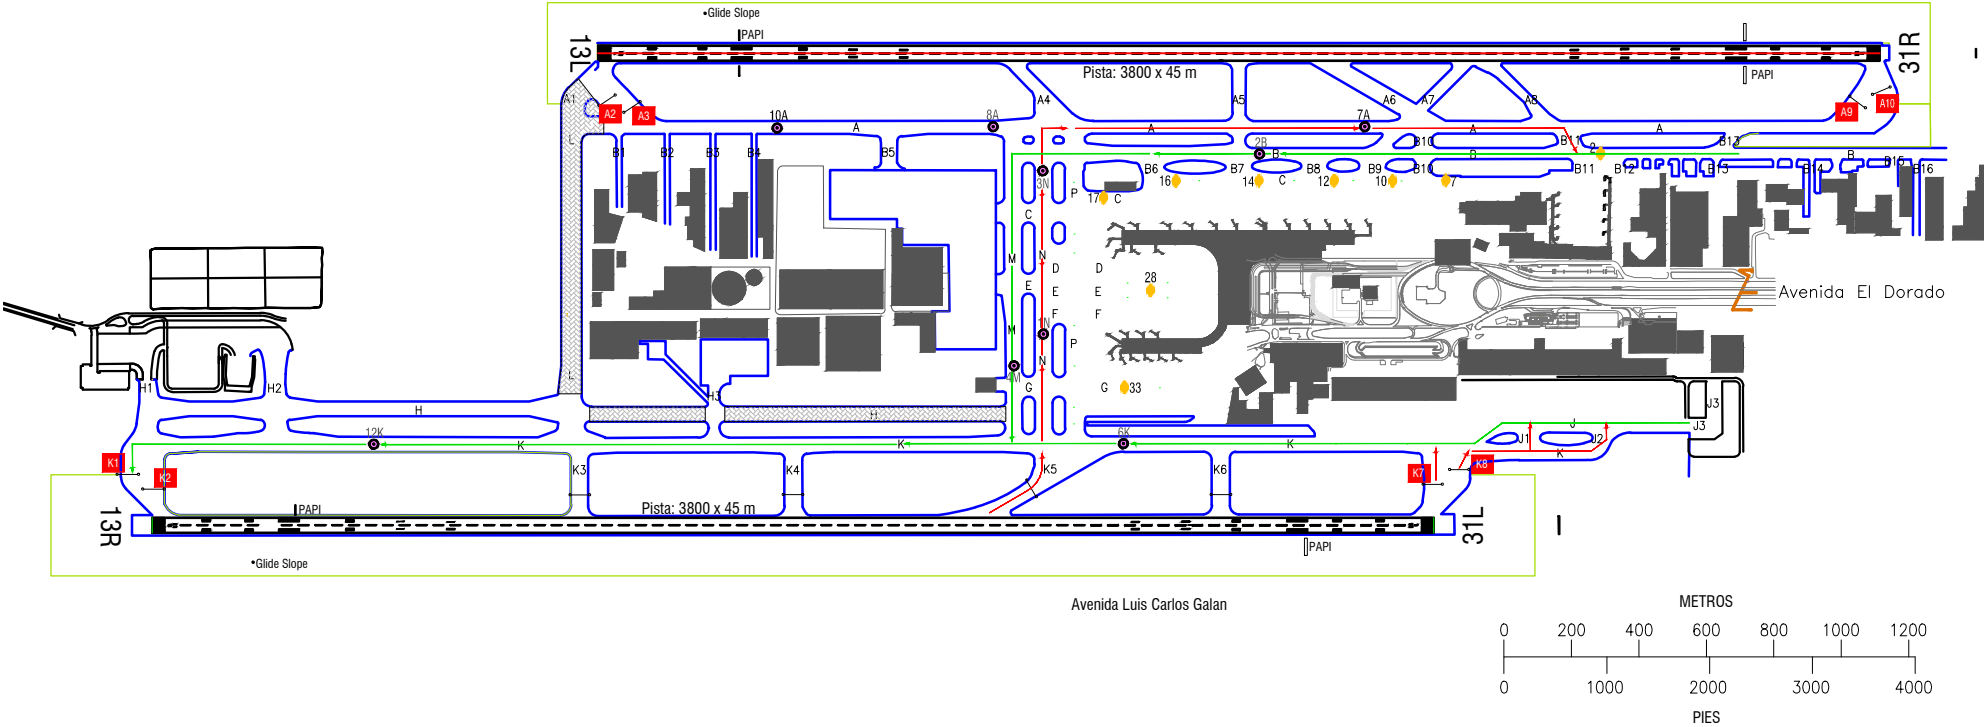 Glide Slope
PAPI
13L
31R
Pista: 3800 x 45 m
PAPI
A1
A2
A3
A4
A5
A6
A7
A8
A9
A10
10A
8A
7A
A
A
A
A
L
B1
B2
B3
B4
B5
2B
B
B
B10
B11
2
B13
B
3N
P
B6
B7
B8
B9
B10
B11
B12
B13
B14
B15
B16
16
14
C
12
10
7
17
C
C
M
N
D
D
E
E
E
F
F
28
Avenida El Dorado
M
1N
N
P
4M
G
G
33
L
H1
H2
H3
H
H
12K
K
K
6K
K
J
J1
J2
J3
J3
K
K1
K2
K3
K4
K5
K6
K7
K8
13R
PAPI
Pista: 3800 x 45 m
31L
PAPI
Glide Slope
Avenida Luis Carlos Galan
METROS
0 200 400 600 800 1000 1200
0 1000 2000 3000 4000
PIES